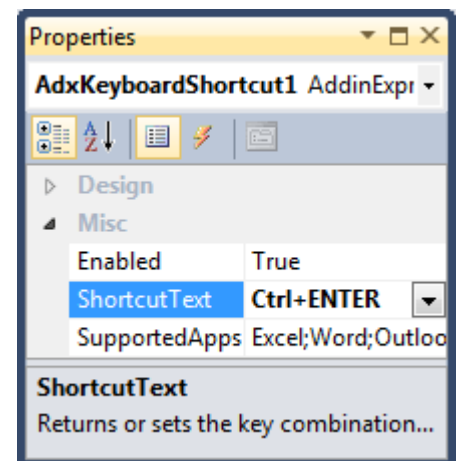 Properties
AdxKeyboardShortcut1 AddinExpr
Design
Misc
Enabled True
ShortcutText Ctrl+ENTER
SupportedApps Excel;Word;Outloo
ShortcutText
Returns or sets the key combination...